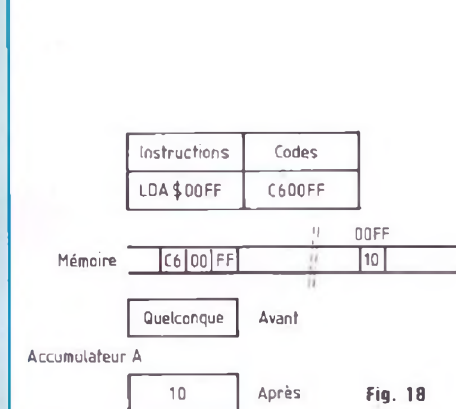 Instructions Codes
LDA $00FF C600FF
00FF
Mémoire C6 00 FF 10
Quelconque Avant
Accumulateur A
10 Après Fig. 18